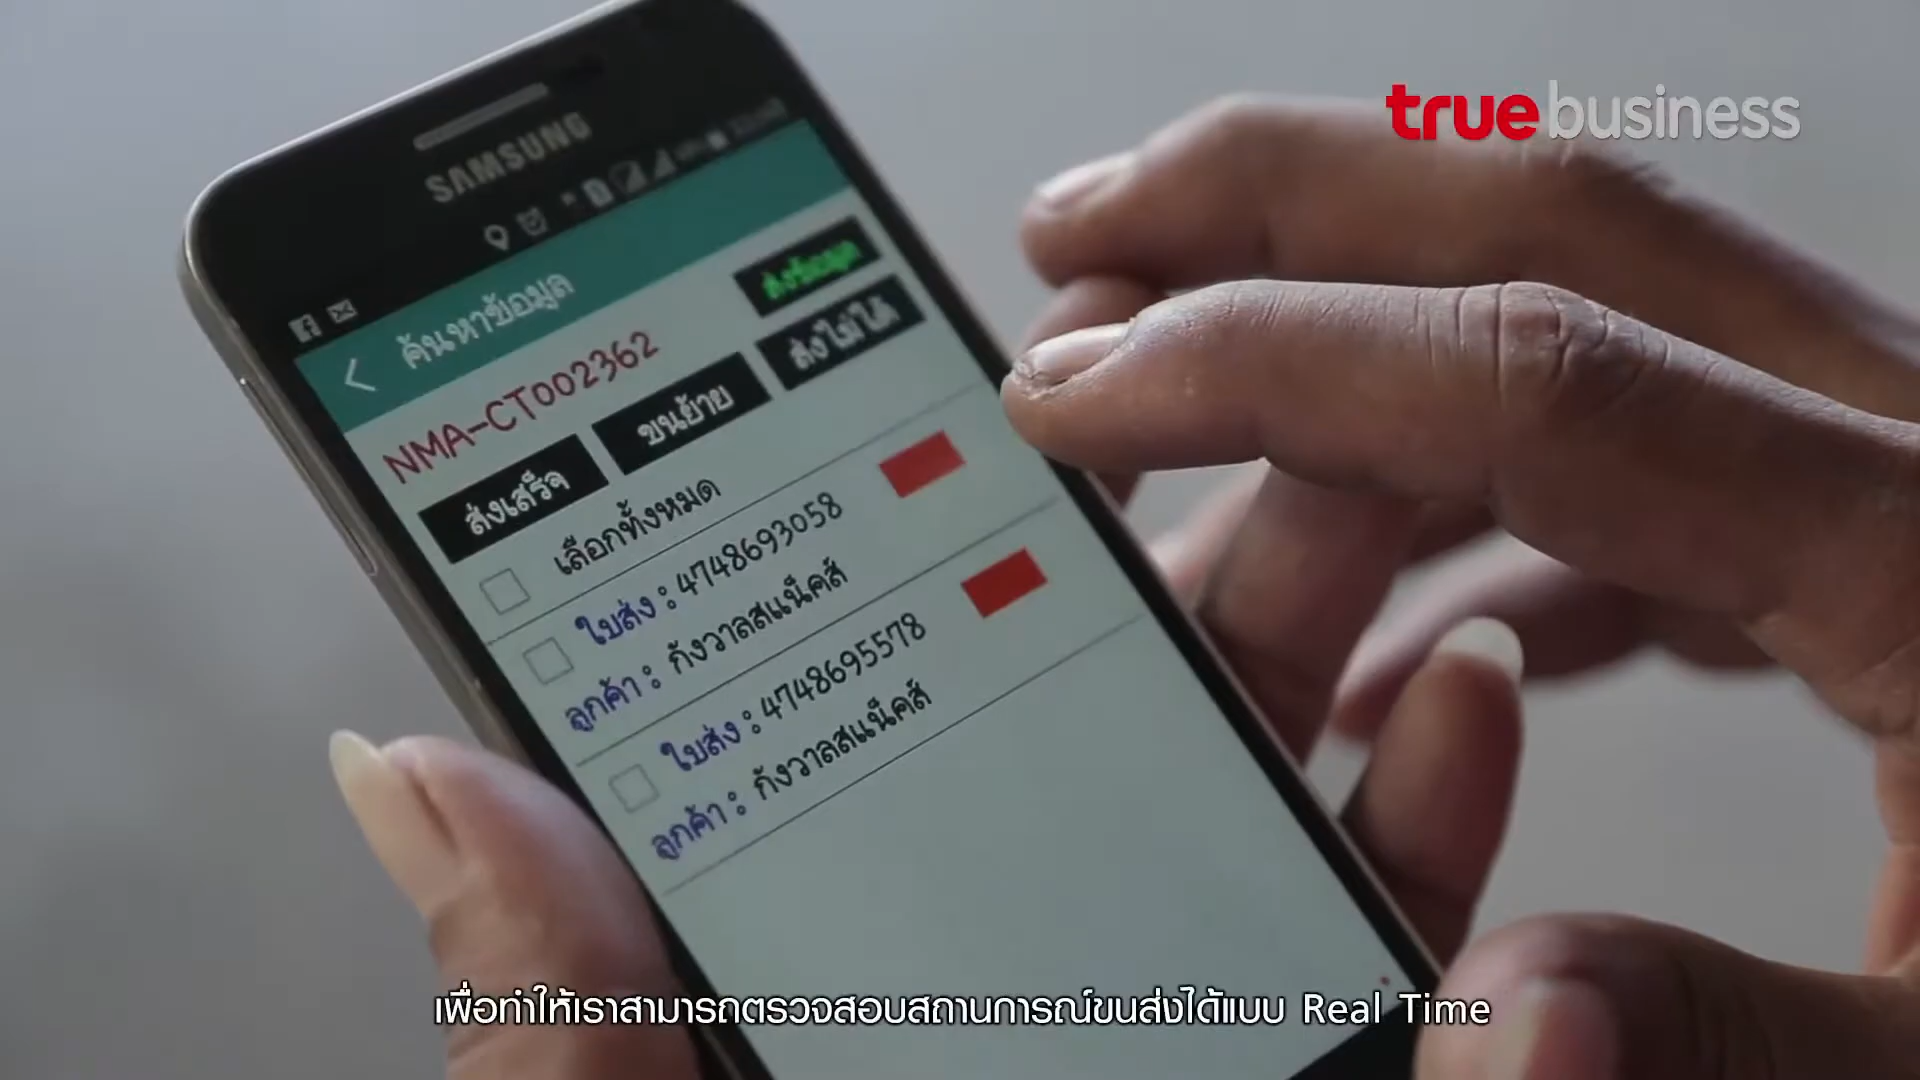 truebusiness
SAMSUNG
ค้นหาข้อมูล
NMA-CT002362
ส่งข้อมูล
ส่งเสร็จ
ขนย้าย
ส่งไม่ได้
เลือกทั้งหมด
ใบส่ง : 4748693058
ลูกค้า : ก้งวาลสแน็คส์
ใบส่ง : 4748695578
ลูกค้า : ก้งวาลสแน็คส์
เพื่อทำให้เราสามารถตรวจสอบสถานการณ์ขนส่งได้แบบ Real Time